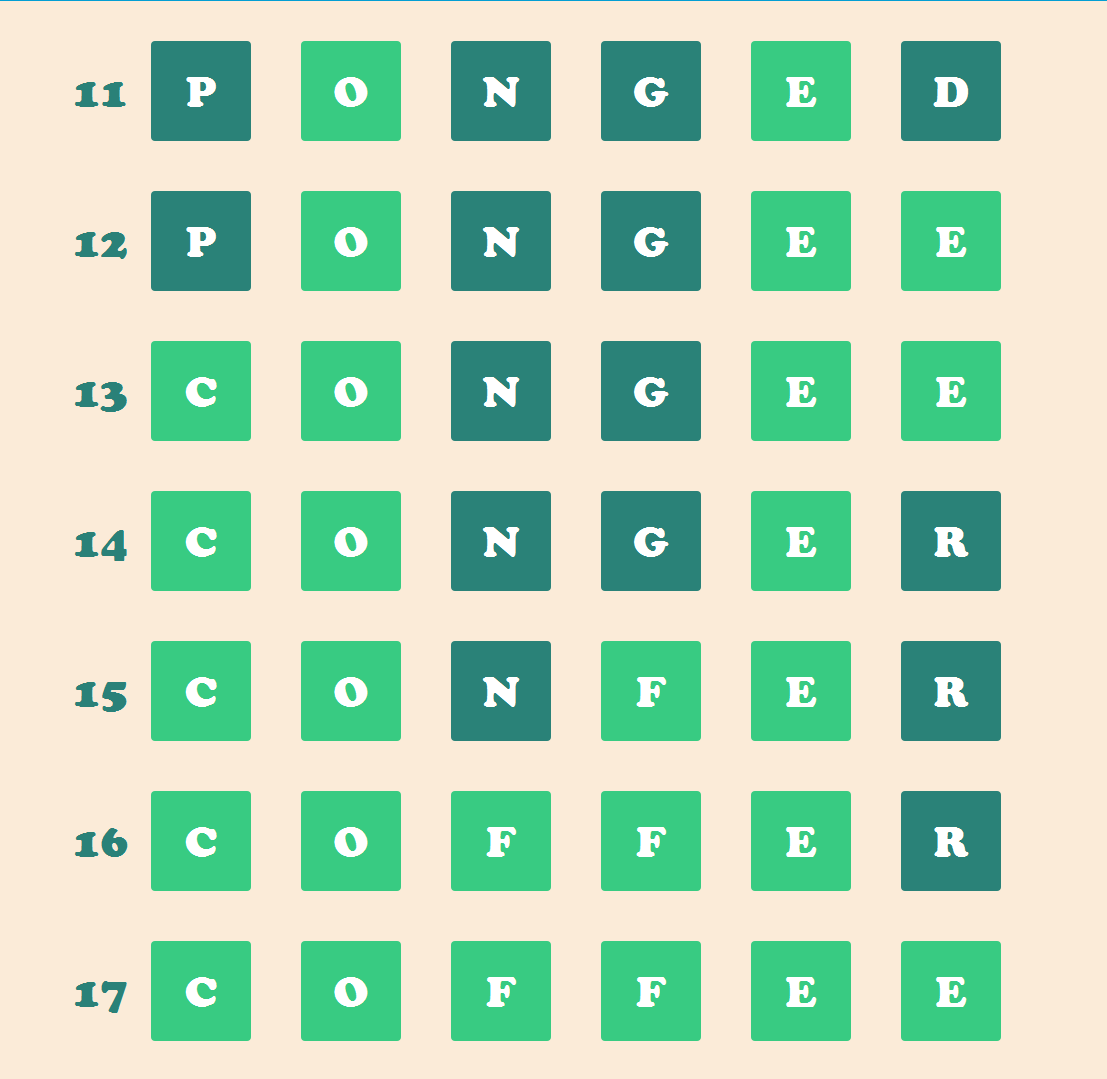 11 P O N G E D
12 P O N G E E
13 C O N G E E
14 C O N G E R
15 C O N F E R
16 C O F F E R
17 C O F F E E